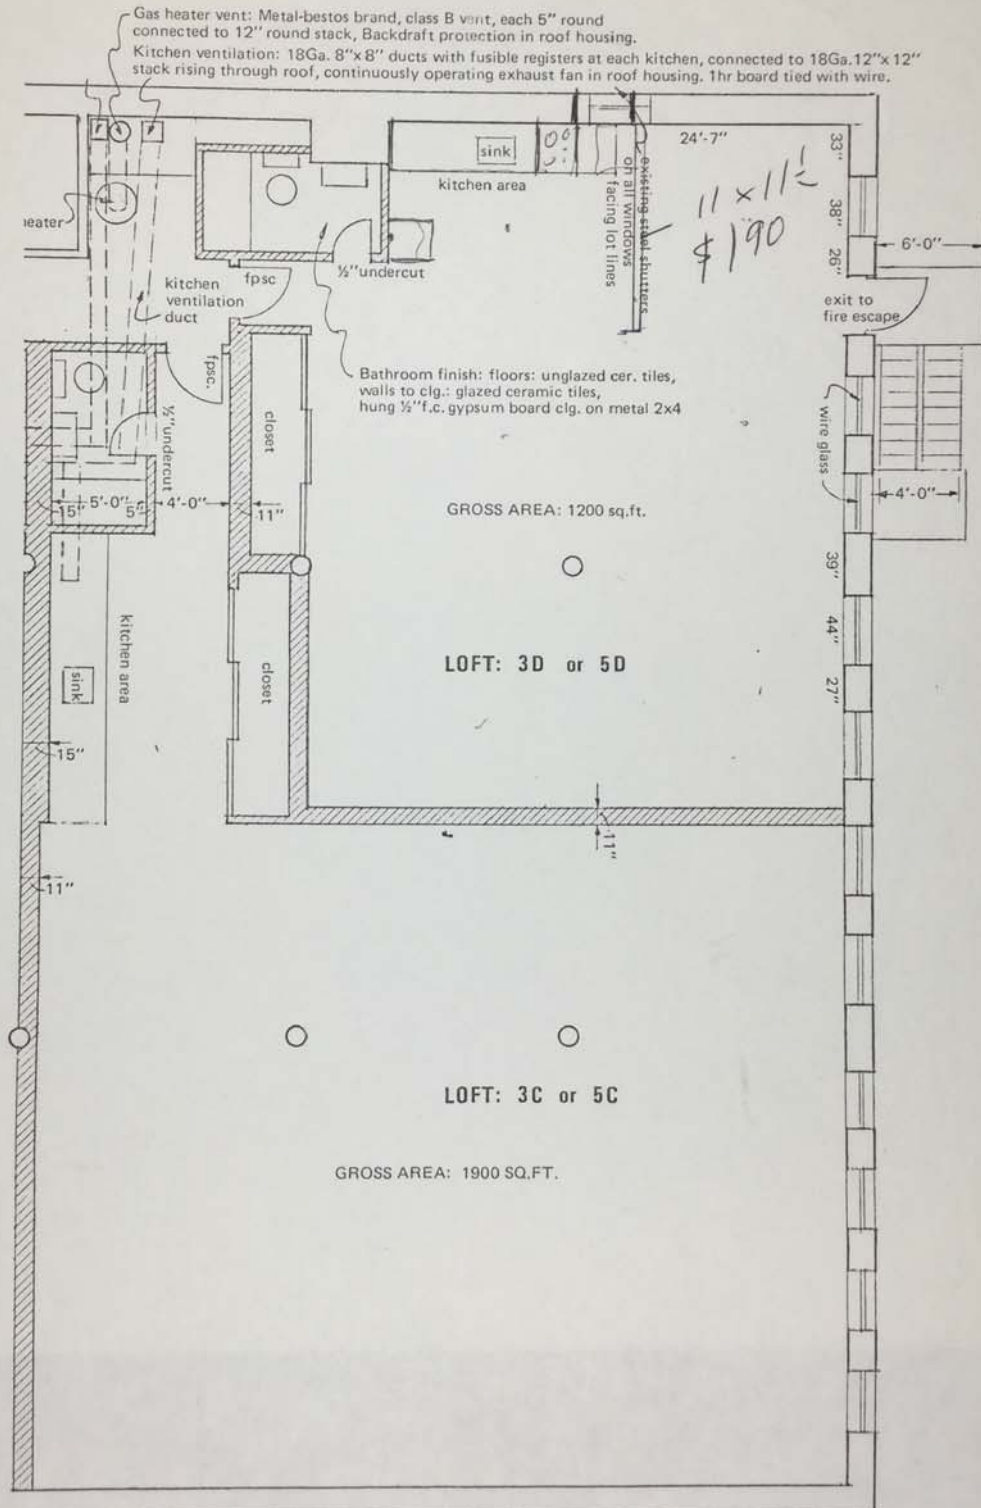 Gas heater vent: Metal-bestos brand, class B vent, each 5" round
connected to 12" round stack, Backdraft protection in roof housing.
Kitchen ventilation: 18Ga. 8"x 8" ducts with fusible registers at each kitchen, connected to 18Ga.12"x 12"
stack rising through roof, continuously operating exhaust fan in roof housing. 1hr board tied with wire.
sink
kitchen area
24'-7"
33"
38"
26"
existing steel shutters
on all windows
facing lot lines
11 x 11½
$190
6'-0"
heater
kitchen
ventilation
duct
fpsc
½"undercut
exit to
fire escape
fpsc.
½"undercut
Bathroom finish: floors: unglazed cer. tiles,
walls to clg.: glazed ceramic tiles,
hung ½"f.c. gypsum board clg. on metal 2x4
closet
wire glass
15"
5'-0"
5"
4'-0"
11"
GROSS AREA: 1200 sq.ft.
4'-0"
39"
44"
27"
kitchen area
sink
closet
LOFT: 3D or 5D
15"
11"
11"
LOFT: 3C or 5C
GROSS AREA: 1900 SQ.FT.